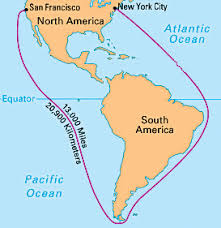 San Francisco
New York City
North America
Atlantic
Ocean
Equator
13,000 Miles
20,900 Kilometers
South
America
Pacific
Ocean